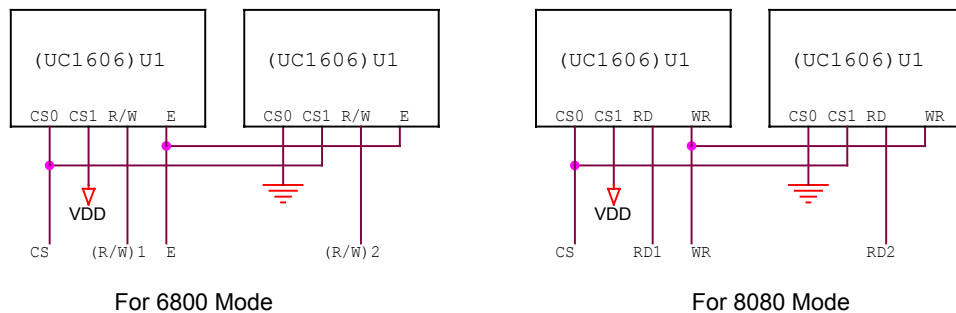 (UC1606)U1 (UC1606)U1 (UC1606)U1 (UC1606)U1
CS0 CS1 R/W E CS0 CS1 R/W E CS0 CS1 RD WR CS0 CS1 RD WR
VDD VDD
CS (R/W)1 E (R/W)2 CS RD1 WR RD2
For 6800 Mode For 8080 Mode